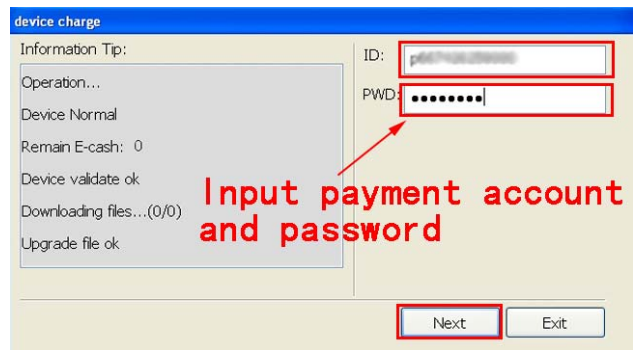 device charge
Information Tip:
Operation...
Device Normal
Remain E-cash: 0
Device validate ok
Downloading files...(0/0)
Upgrade file ok
ID:
PWD:
Input payment account
and password
Next
Exit